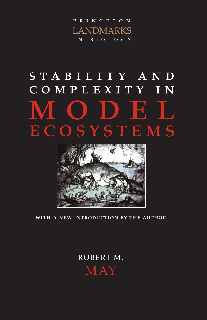 PRINCETON
LANDMARKS
IN BIOLOGY
STABILITY AND
COMPLEXITY IN
MODEL
ECOSYSTEMS
WITH A NEW INTRODUCTION BY THE AUTHOR
ROBERT M.
MAY